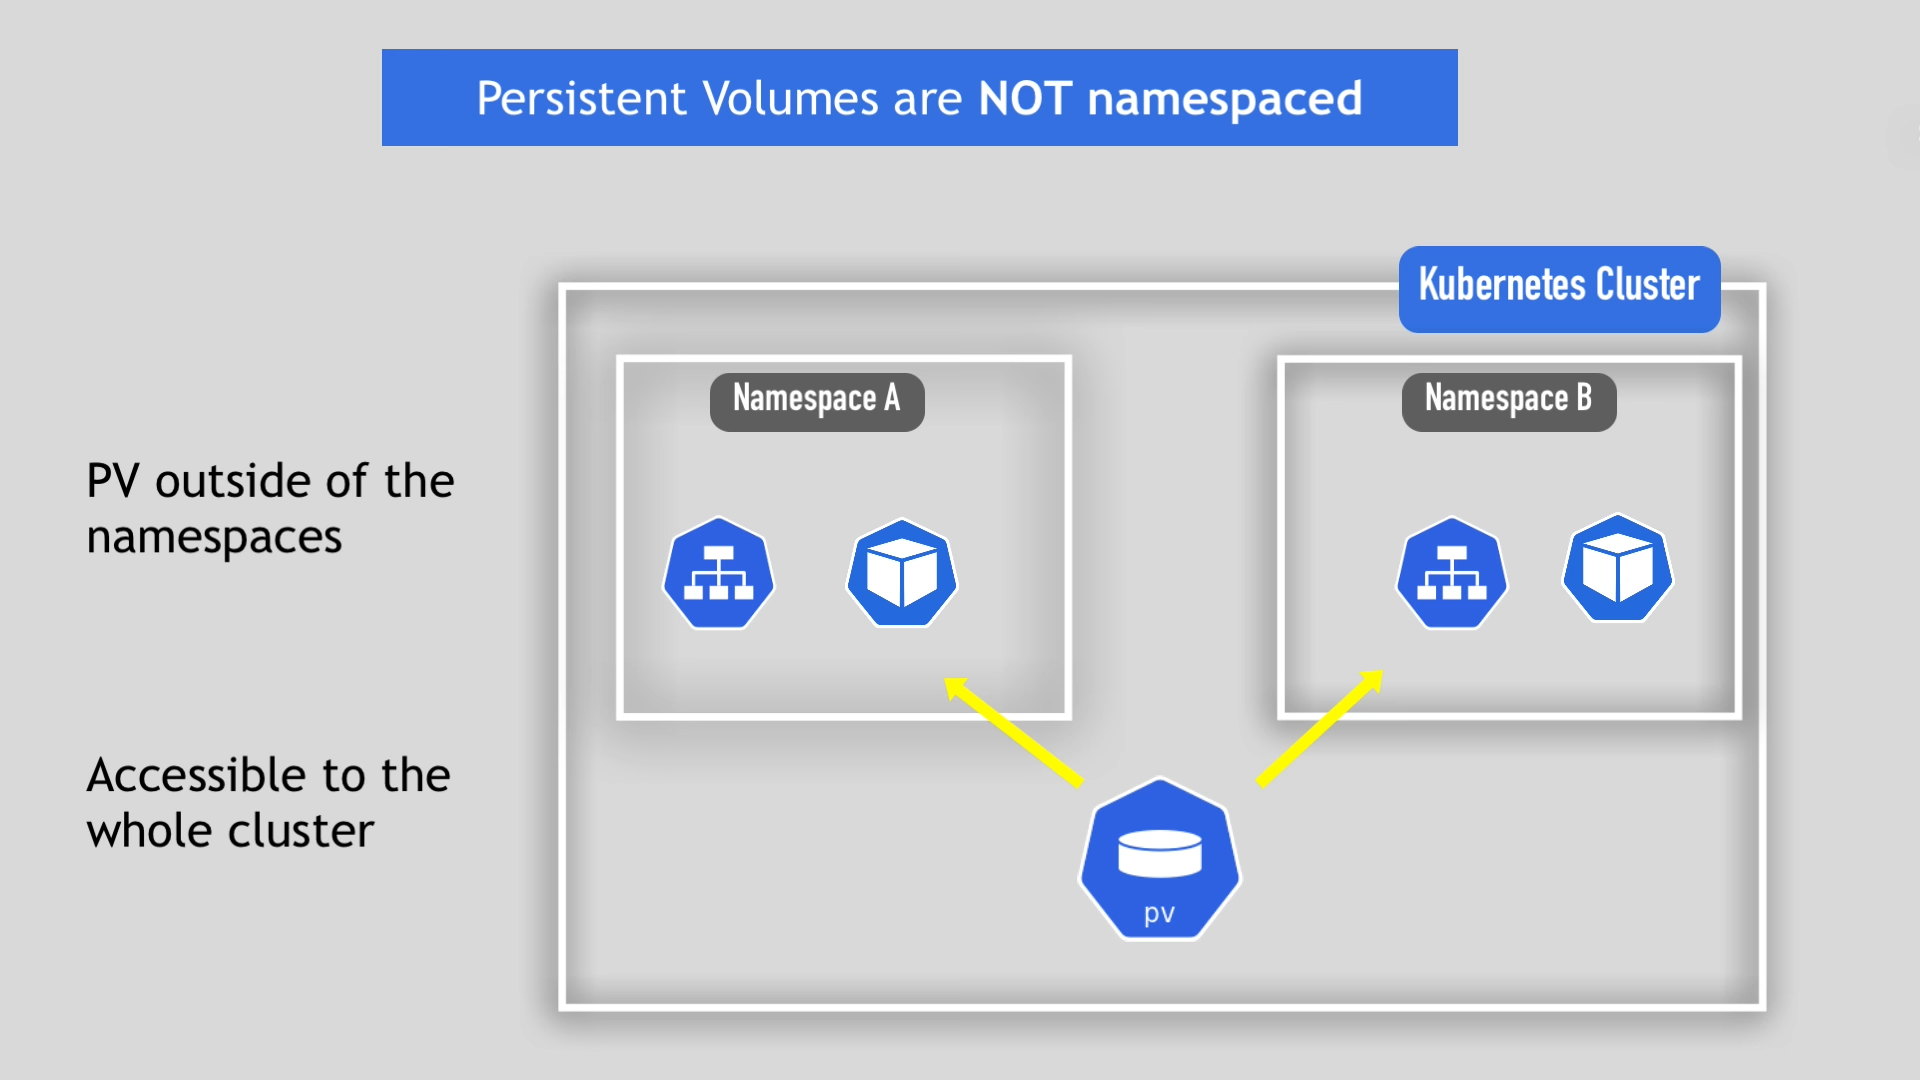 Persistent Volumes are NOT namespaced
Kubernetes Cluster
Namespace A
Namespace B
PV outside of the
namespaces
Accessible to the
whole cluster
pv